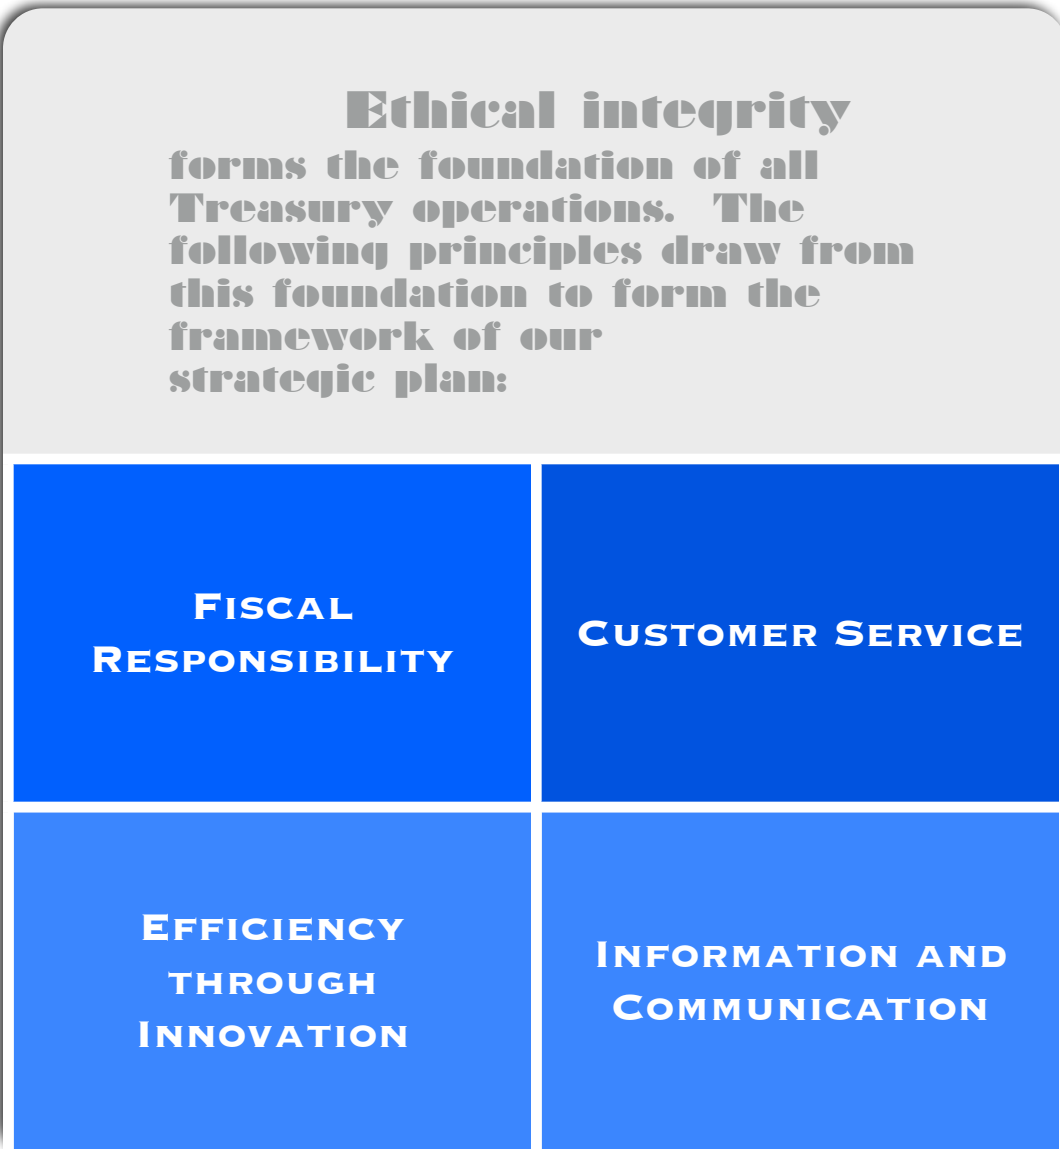 Ethical integrity
forms the foundation of all
Treasury operations.  The
following principles draw from
this foundation to form the
framework of our
strategic plan:
Fiscal
Responsibility
Customer Service
Efficiency
through
Innovation
Information and
Communication